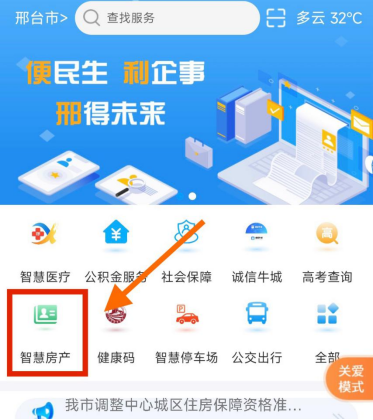 邢台市> 查找服务 多云 32℃
便民生 利企事
邢得未来
智慧医疗 公积金服务 社会保障 诚信牛城 高考查询
智慧房产 健康码 智慧停车场 公交出行 全部
关爱
模式
我市调整中心城区住房保障资格准...